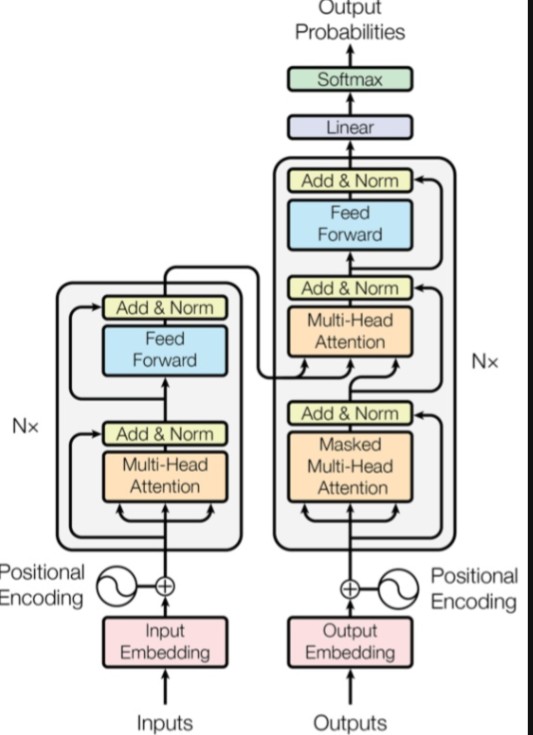 Output
Probabilities
Softmax
Linear
Add & Norm
Feed
Forward
Add & Norm
Multi-Head
Attention
Add & Norm
Masked
Multi-Head
Attention
Nx
Positional
Encoding
Output
Embedding
Outputs
Add & Norm
Feed
Forward
Add & Norm
Multi-Head
Attention
Nx
Positional
Encoding
Input
Embedding
Inputs